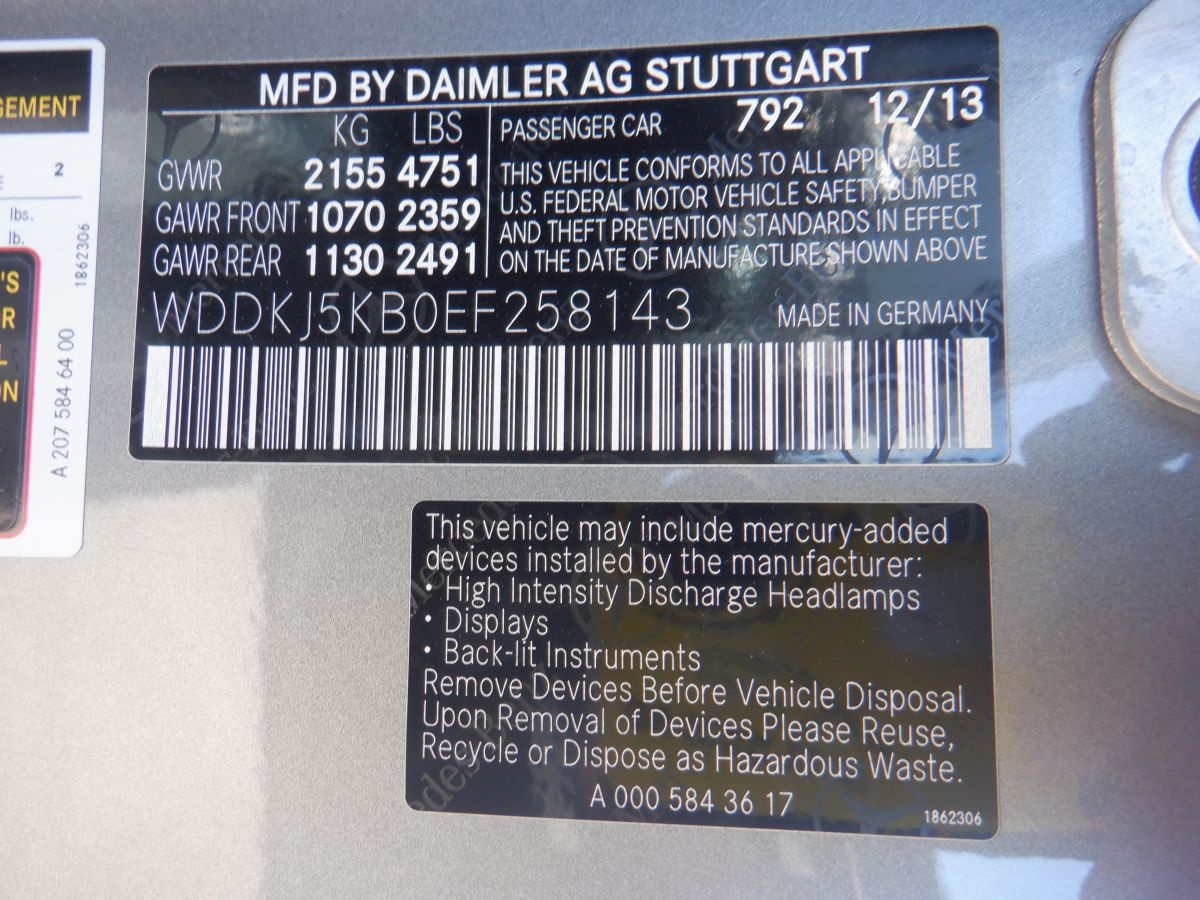 GEMENT
2
lbs.
lb.
1862306
'S
R
L
ON
A 207 584 64 00
MFD BY DAIMLER AG STUTTGART
KG LBS
GVWR 2155 4751
GAWR FRONT 1070 2359
GAWR REAR 1130 2491
PASSENGER CAR 792 12/13
THIS VEHICLE CONFORMS TO ALL APPLICABLE
U.S. FEDERAL MOTOR VEHICLE SAFETY,BUMPER
AND THEFT PREVENTION STANDARDS IN EFFECT
ON THE DATE OF MANUFACTURE SHOWN ABOVE
WDDKJ5KB0EF258143
MADE IN GERMANY
This vehicle may include mercury-added
devices installed by the manufacturer:
• High Intensity Discharge Headlamps
• Displays
• Back-lit Instruments
Remove Devices Before Vehicle Disposal.
Upon Removal of Devices Please Reuse,
Recycle or Dispose as Hazardous Waste.
A 000 584 36 17
1862306